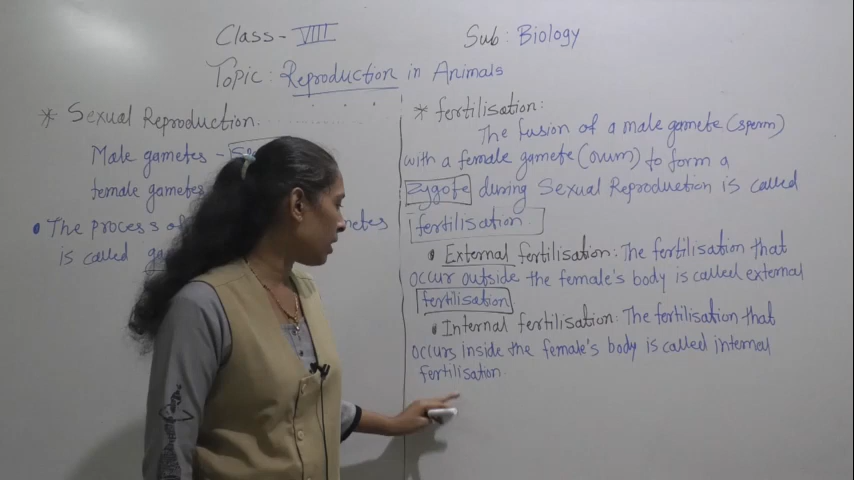 Class - VIII
Sub: Biology
Topic: Reproduction in Animals
* Sexual Reproduction.
Male gametes -
female gametes
• The process of
is called
* fertilisation:
The fusion of a male gamete (sperm)
with a female gamete (ovum) to form a
zygote during Sexual Reproduction is called
fertilisation.
• External fertilisation: The fertilisation that
occur outside the female's body is called external
fertilisation
• Internal fertilisation: The fertilisation that
occurs inside the female's body is called internal
fertilisation.